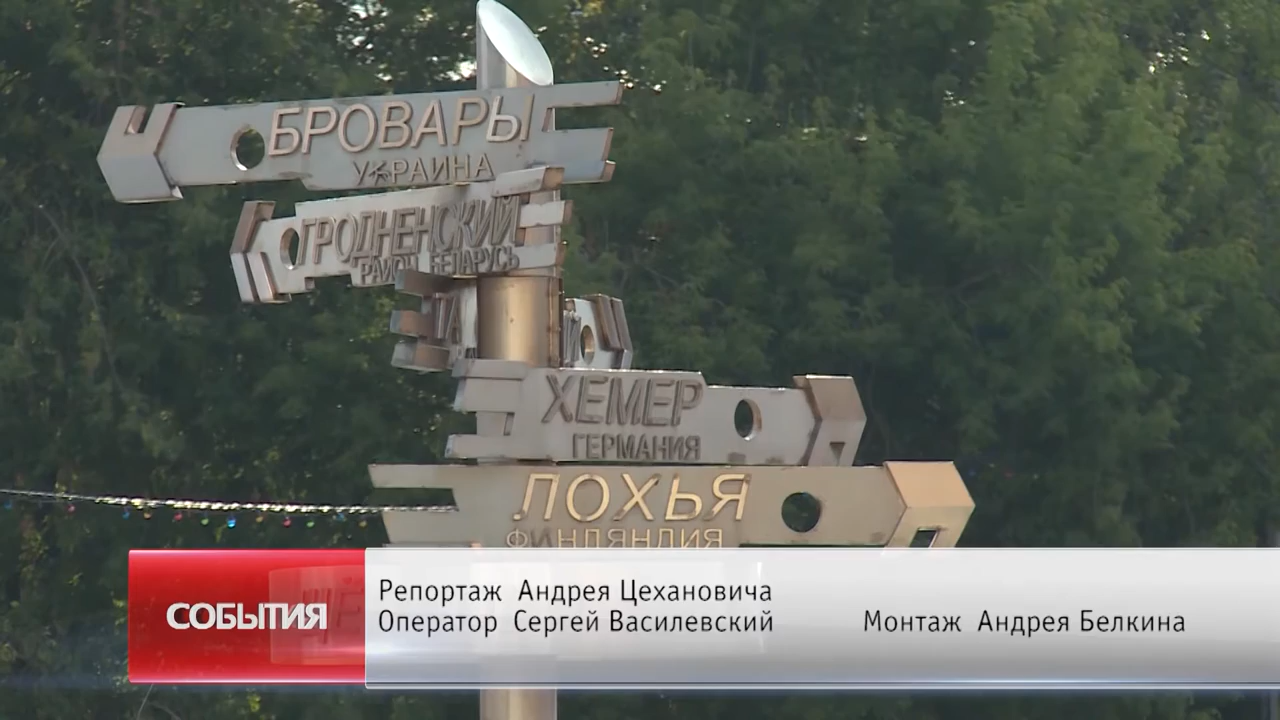 БРОВАРЫ
УКРАИНА
ГРОДНЕНСКИЙ
РАЙОН БЕЛАРУСЬ
ХЕМЕР
ГЕРМАНИЯ
ЛОХЬЯ
ФИНЛЯНДИЯ
СОБЫТИЯ
Репортаж Андрея Цехановича
Оператор Сергей Василевский
Монтаж Андрея Белкина